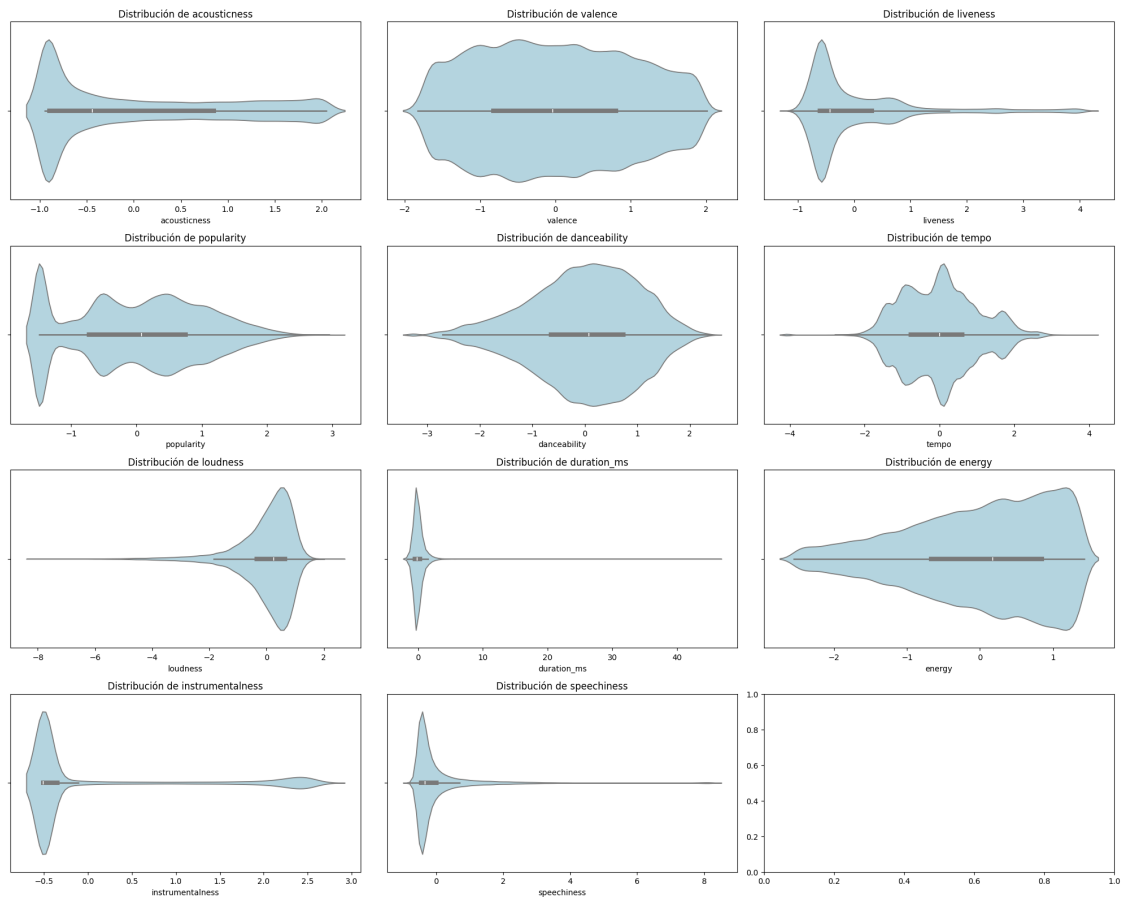 Distribución de acousticness
Distribución de valence
Distribución de liveness
−1.0 −0.5 0.0 0.5 1.0 1.5 2.0
acousticness
−2 −1 0 1 2
valence
−1 0 1 2 3 4
liveness
Distribución de popularity
Distribución de danceability
Distribución de tempo
−1 0 1 2 3
popularity
−3 −2 −1 0 1 2
danceability
−4 −2 0 2 4
tempo
Distribución de loudness
Distribución de duration_ms
Distribución de energy
−8 −6 −4 −2 0 2
loudness
0 10 20 30 40
duration_ms
−2 −1 0 1
energy
Distribución de instrumentalness
Distribución de speechiness
−0.5 0.0 0.5 1.0 1.5 2.0 2.5 3.0
instrumentalness
0 2 4 6 8
speechiness
1.0
0.8
0.6
0.4
0.2
0.0
0.0 0.2 0.4 0.6 0.8 1.0